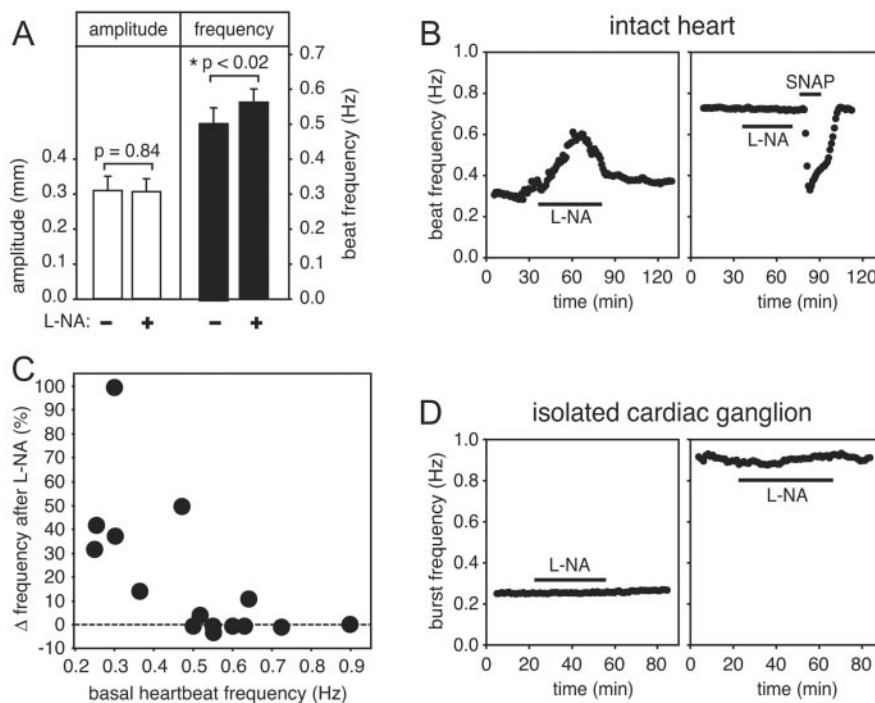 A
amplitude frequency
* p < 0.02
p = 0.84
amplitude (mm)
0.4
0.3
0.2
0.1
0.0
beat frequency (Hz)
0.7
0.6
0.5
0.4
0.3
0.2
0.1
0.0
L-NA: − + − +
B
intact heart
beat frequency (Hz)
1.0
0.8
0.6
0.4
0.2
0.0
L-NA
0 30 60 90 120
time (min)
SNAP
L-NA
0 30 60 90 120
time (min)
C
Δ frequency after L-NA (%)
100
90
80
70
60
50
40
30
20
10
0
-10
0.2 0.3 0.4 0.5 0.6 0.7 0.8 0.9
basal heartbeat frequency (Hz)
D
isolated cardiac ganglion
burst frequency (Hz)
1.0
0.8
0.6
0.4
0.2
0.0
L-NA
0 20 40 60 80
time (min)
L-NA
0 20 40 60 80
time (min)